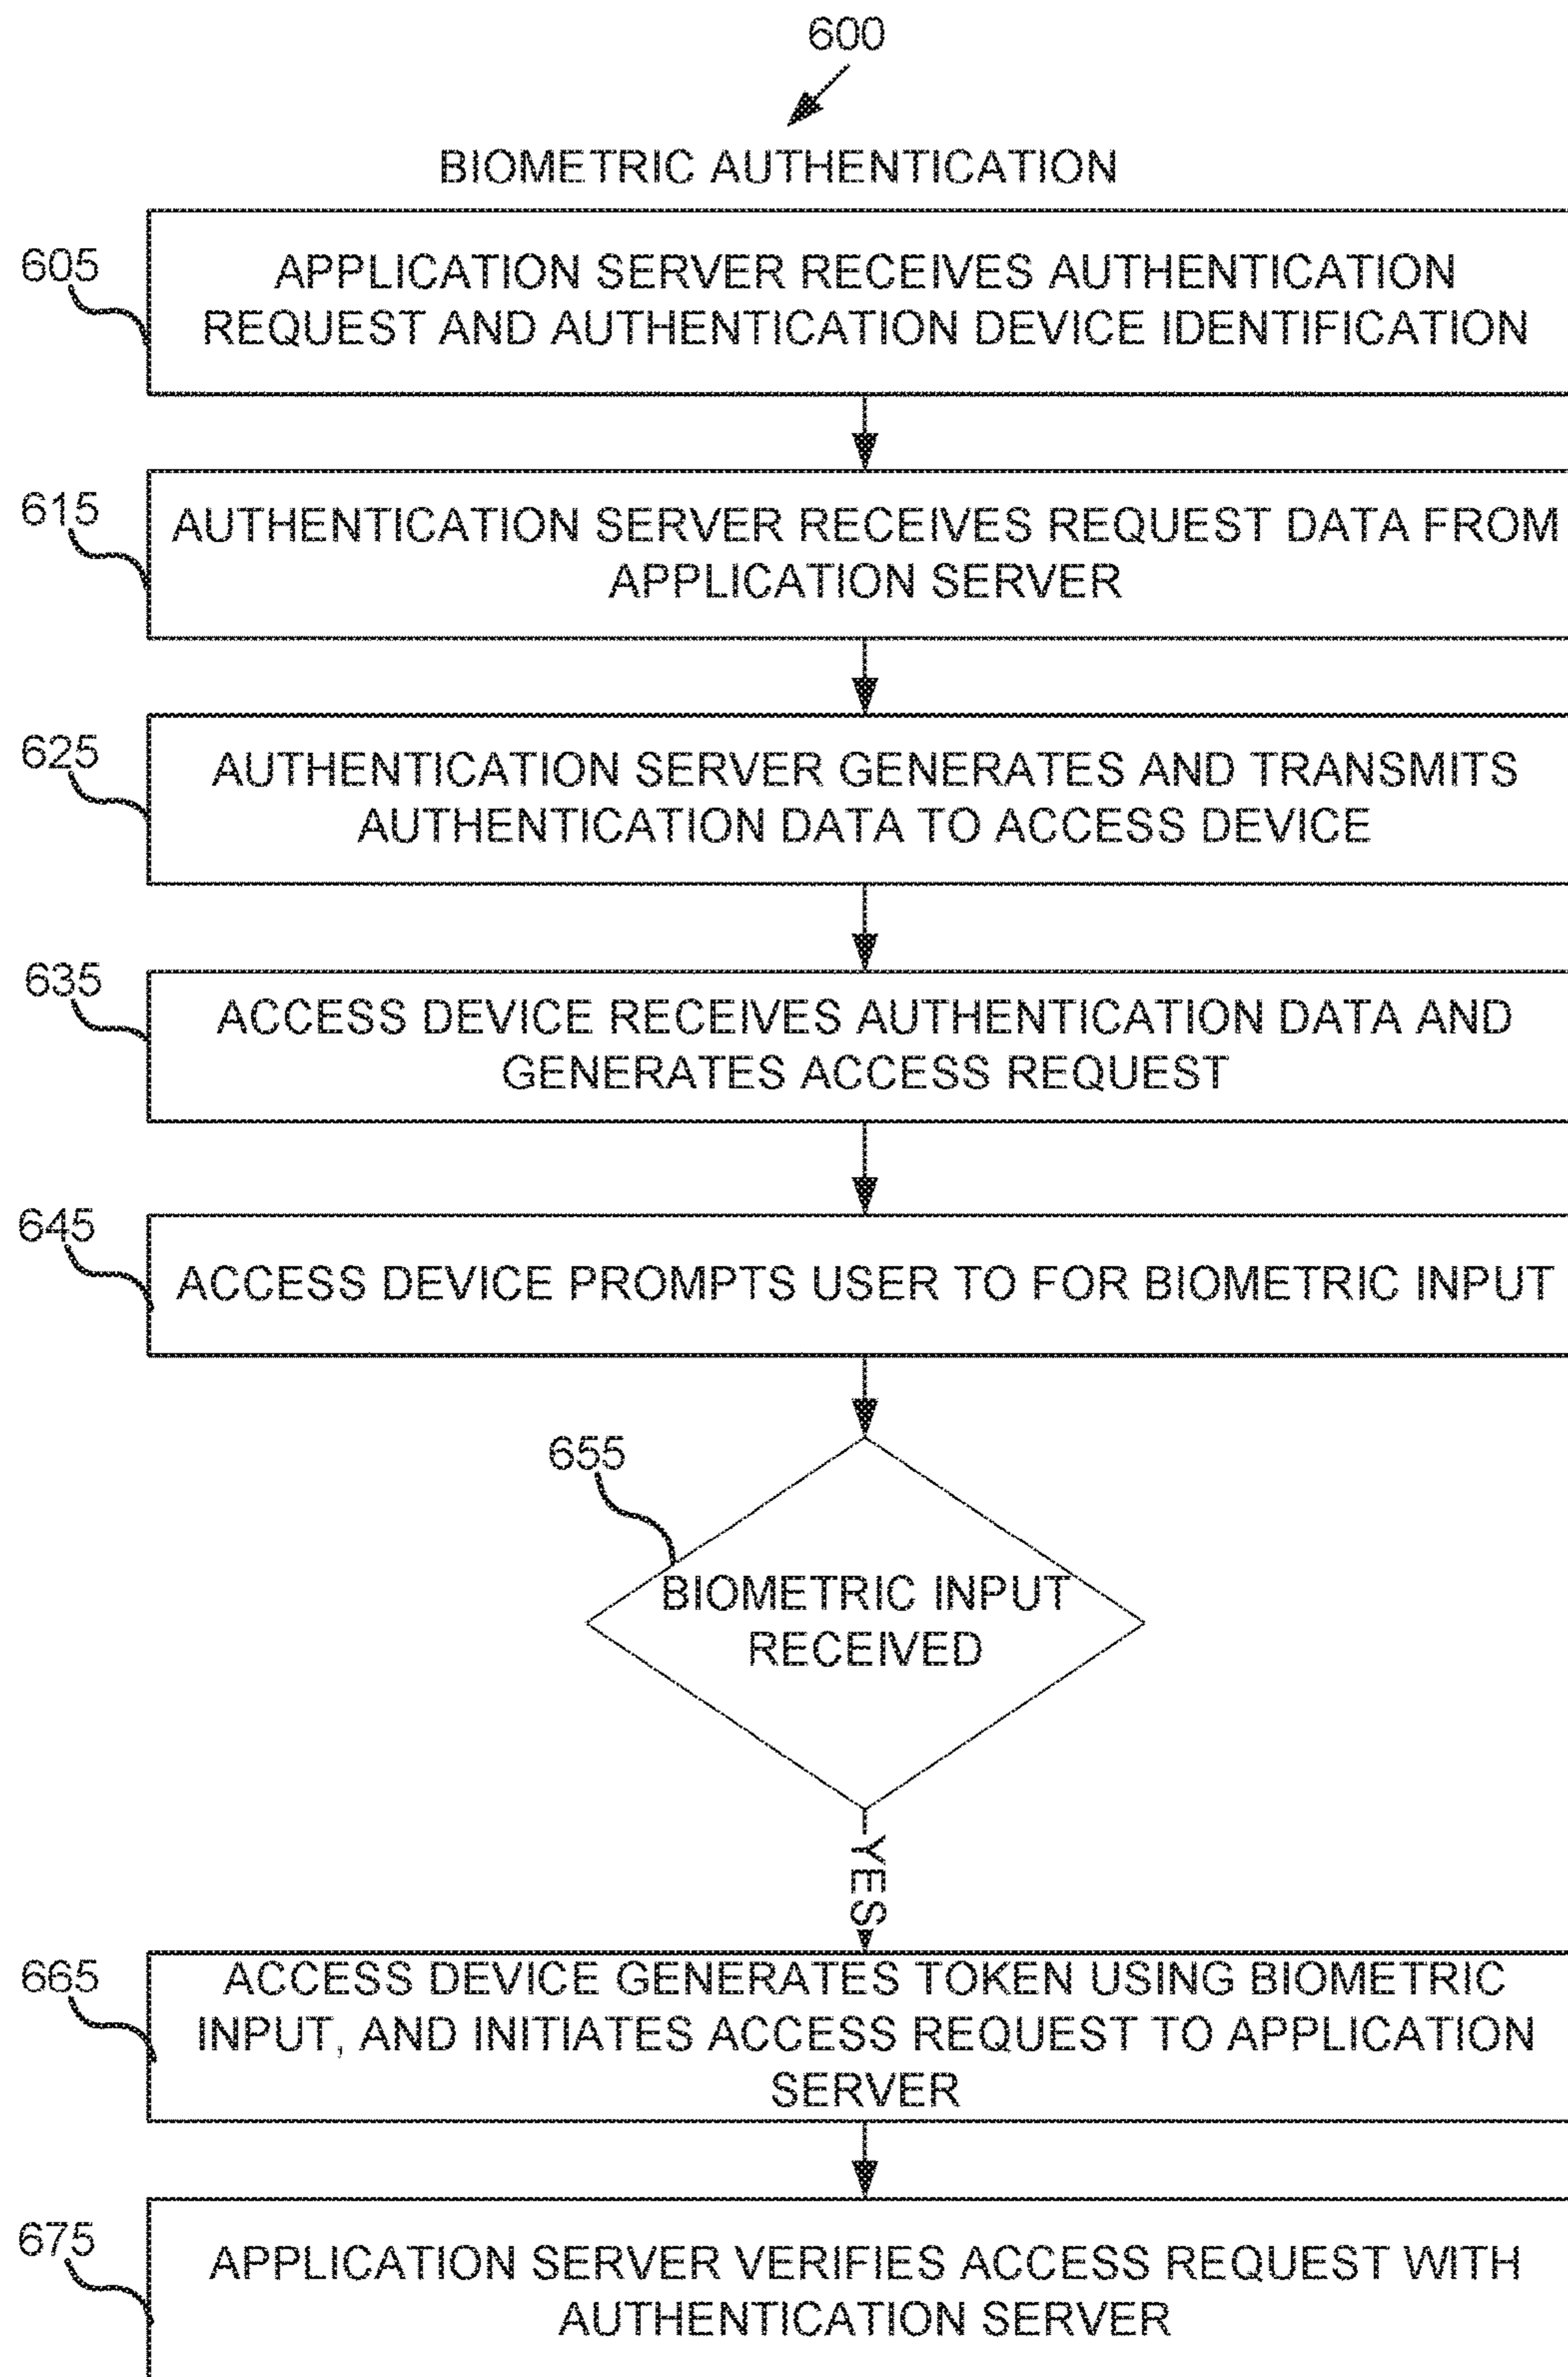 600
BIOMETRIC AUTHENTICATION
605
APPLICATION SERVER RECEIVES AUTHENTICATION
REQUEST AND AUTHENTICATION DEVICE IDENTIFICATION
615
AUTHENTICATION SERVER RECEIVES REQUEST DATA FROM
APPLICATION SERVER
625
AUTHENTICATION SERVER GENERATES AND TRANSMITS
AUTHENTICATION DATA TO ACCESS DEVICE
635
ACCESS DEVICE RECEIVES AUTHENTICATION DATA AND
GENERATES ACCESS REQUEST
645
ACCESS DEVICE PROMPTS USER TO FOR BIOMETRIC INPUT
655
BIOMETRIC INPUT
RECEIVED
YES
665
ACCESS DEVICE GENERATES TOKEN USING BIOMETRIC
INPUT, AND INITIATES ACCESS REQUEST TO APPLICATION
SERVER
675
APPLICATION SERVER VERIFIES ACCESS REQUEST WITH
AUTHENTICATION SERVER